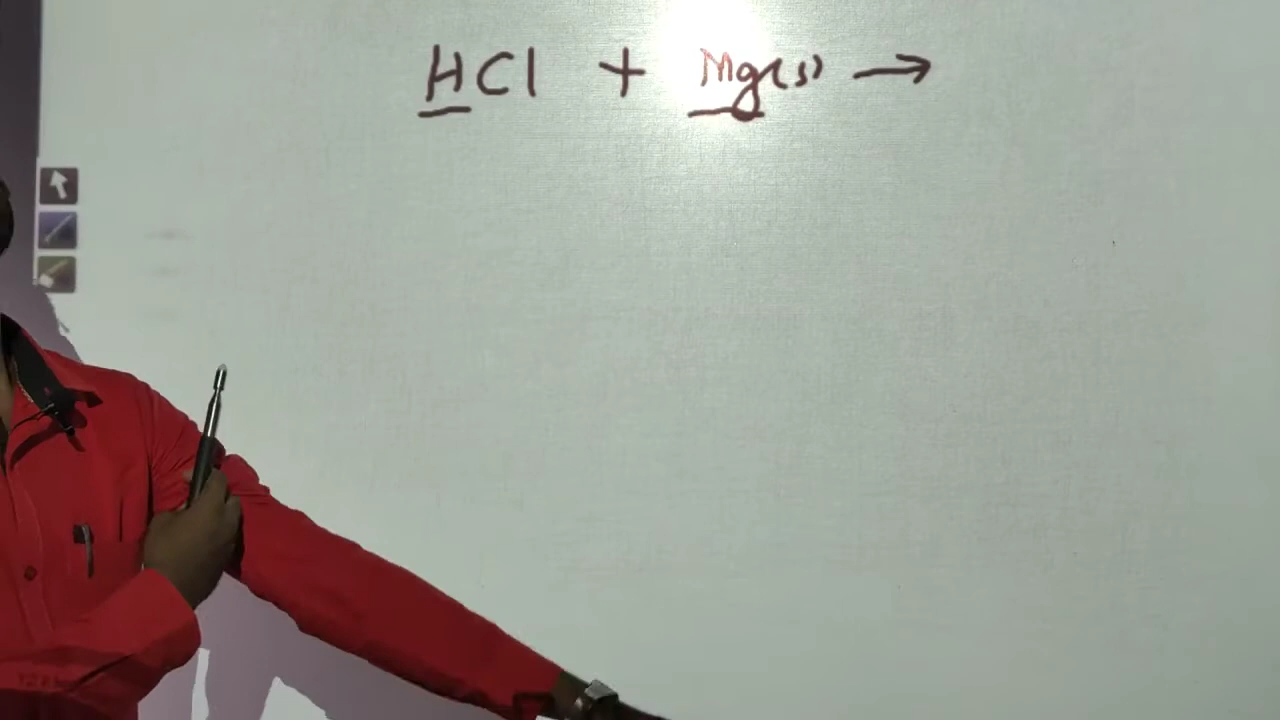 HCl + Mg(s) →